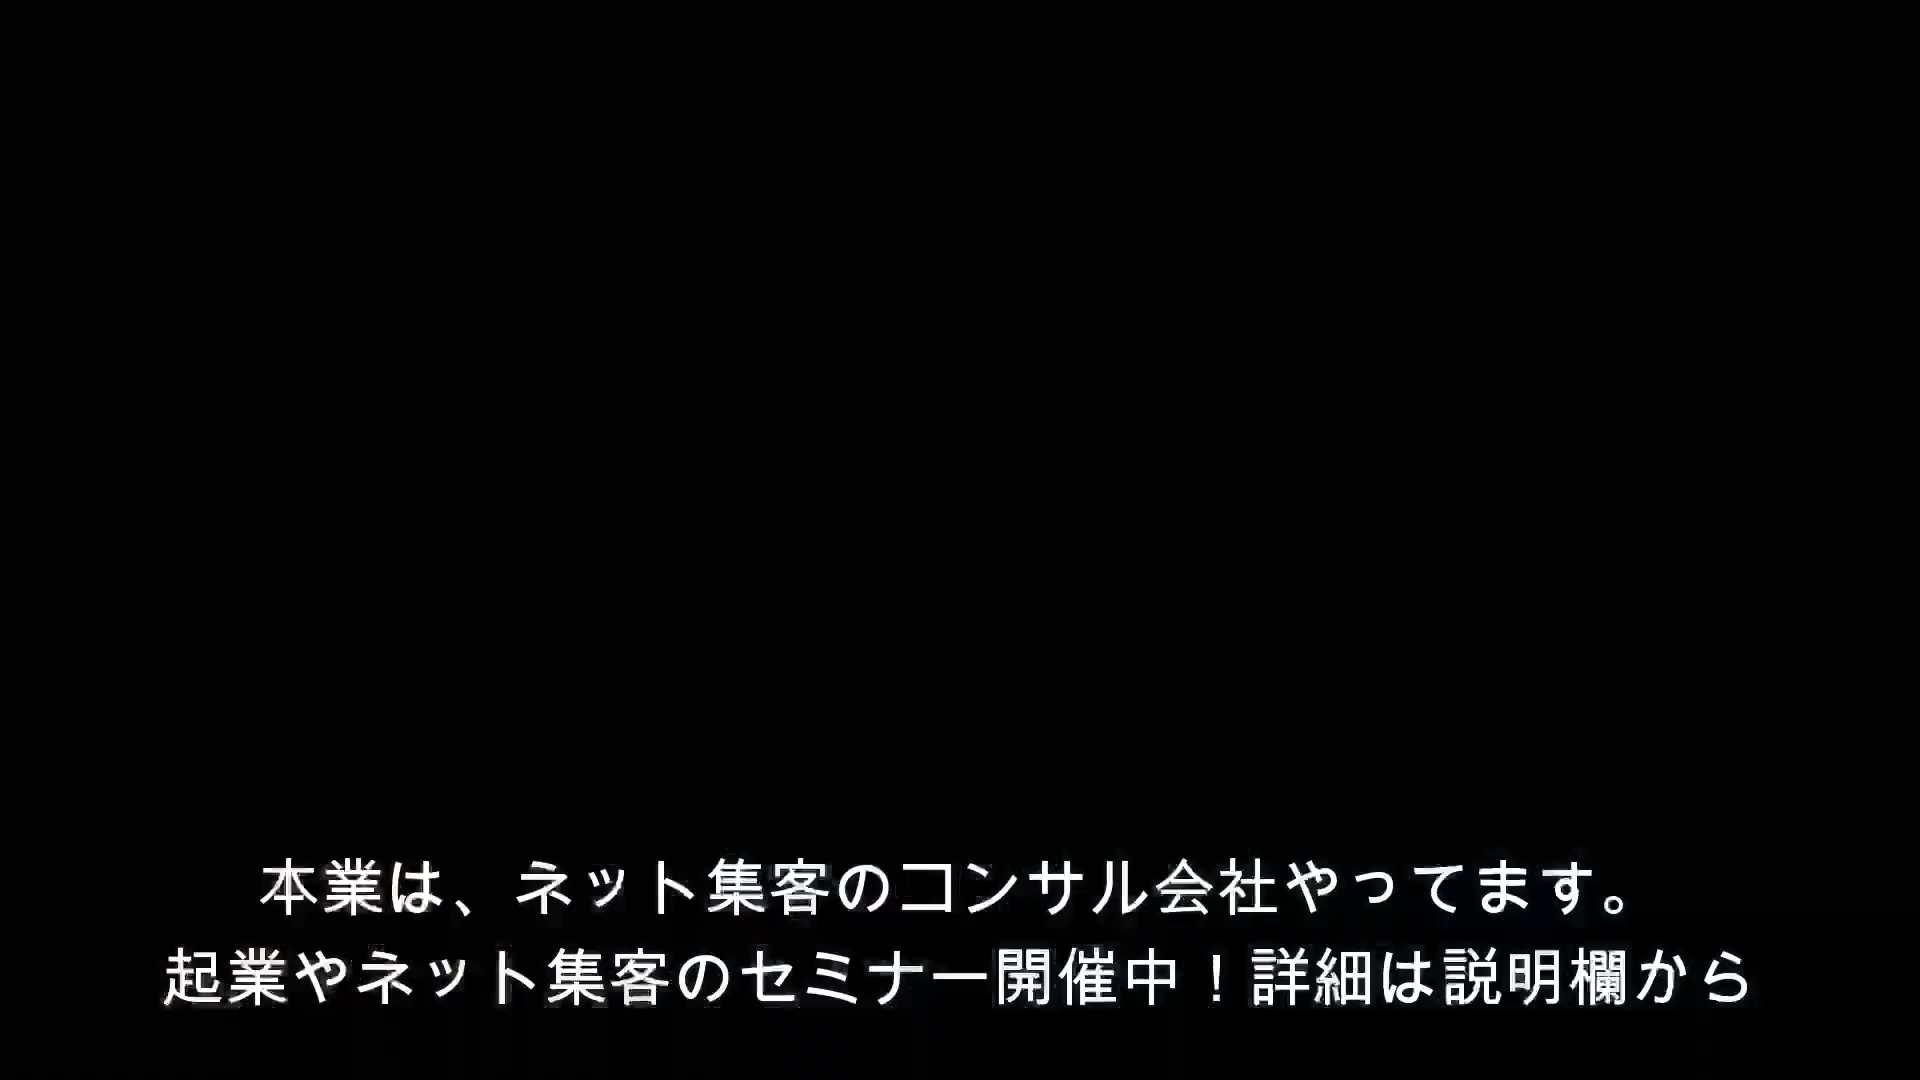 本業は、ネット集客のコンサル会社やってます。
起業やネット集客のセミナー開催中！詳細は説明欄から